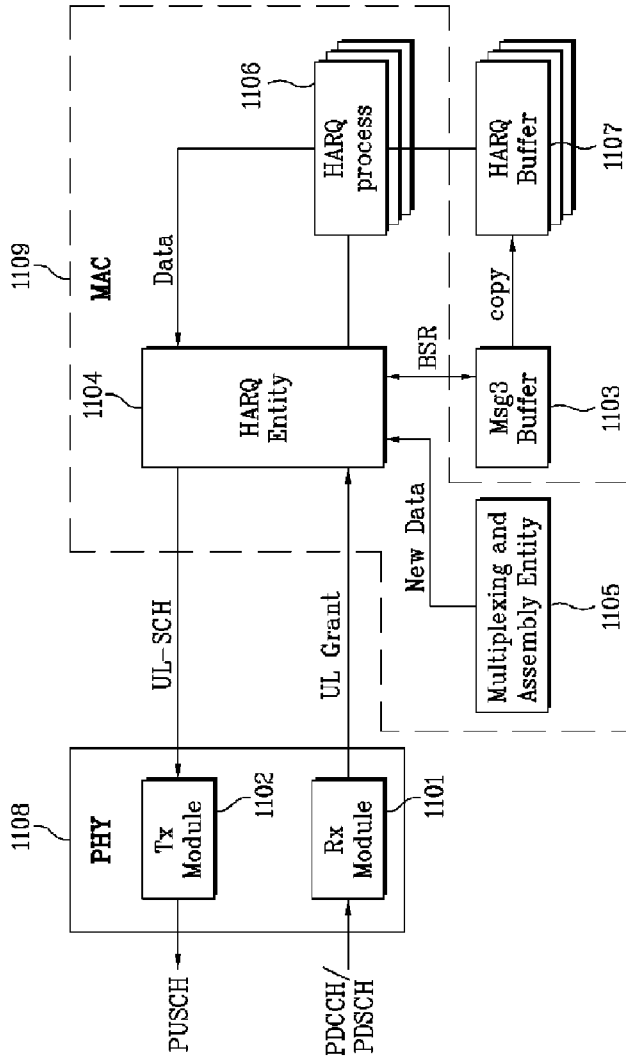 1108
PHY
PUSCH
Tx
Module
1102
UL-SCH
PDCCH/
PDSCH
Rx
Module
1101
UL Grant
1109
MAC
1104
HARQ
Entity
Data
1106
HARQ
process
New Data
BSR
Multiplexing and
Assembly Entity
1105
Msg3
Buffer
1103
copy
HARQ
Buffer
1107